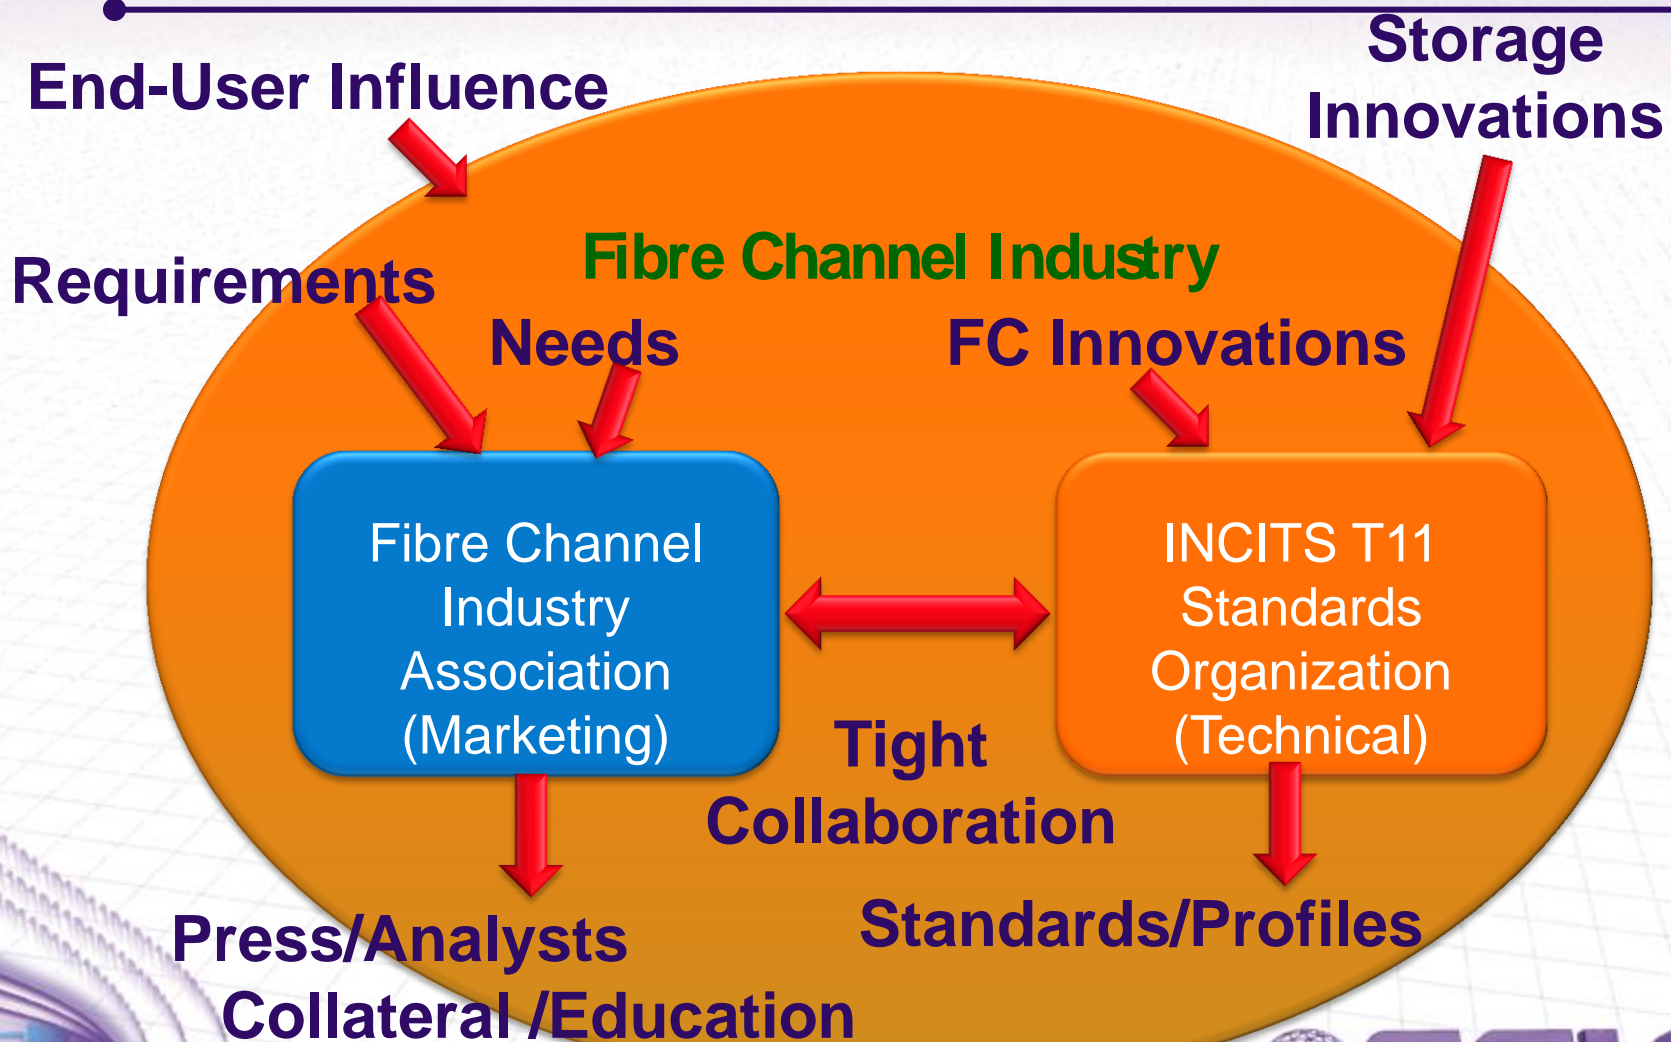 End-User Influence
Storage
Innovations
Requirements
Fibre Channel Industry
Needs
FC Innovations
Fibre Channel
Industry
Association
(Marketing)
INCITS T11
Standards
Organization
(Technical)
Tight
Collaboration
Press/Analysts
Collateral /Education
Standards/Profiles